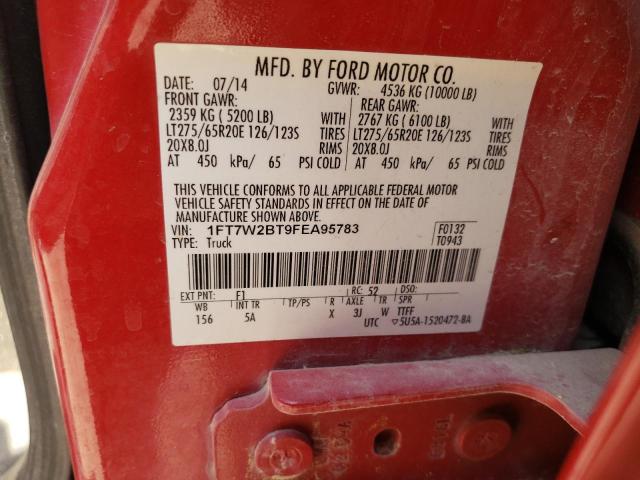 MFD. BY FORD MOTOR CO.
DATE: 07/14 GVWR: 4536 KG (10000 LB)
FRONT GAWR: REAR GAWR:
2359 KG ( 5200 LB) WITH 2767 KG ( 6100 LB) WITH
LT275/65R20E 126/123S TIRES LT275/65R20E 126/123S TIRES
20X8.0J RIMS 20X8.0J RIMS
AT 450 kPa/ 65 PSI COLD AT 450 kPa/ 65 PSI COLD
THIS VEHICLE CONFORMS TO ALL APPLICABLE FEDERAL MOTOR
VEHICLE SAFETY STANDARDS IN EFFECT ON THE DATE OF
MANUFACTURE SHOWN ABOVE.
VIN: 1FT7W2BT9FEA95783 F0132
TYPE: Truck T0943
EXT PNT: F1 RC: 52 DSO:
WB INT TR TP/PS R AXLE TR SPR
156 5A X 3J W TTFF
UTC ▽5U5A-1520472-BA